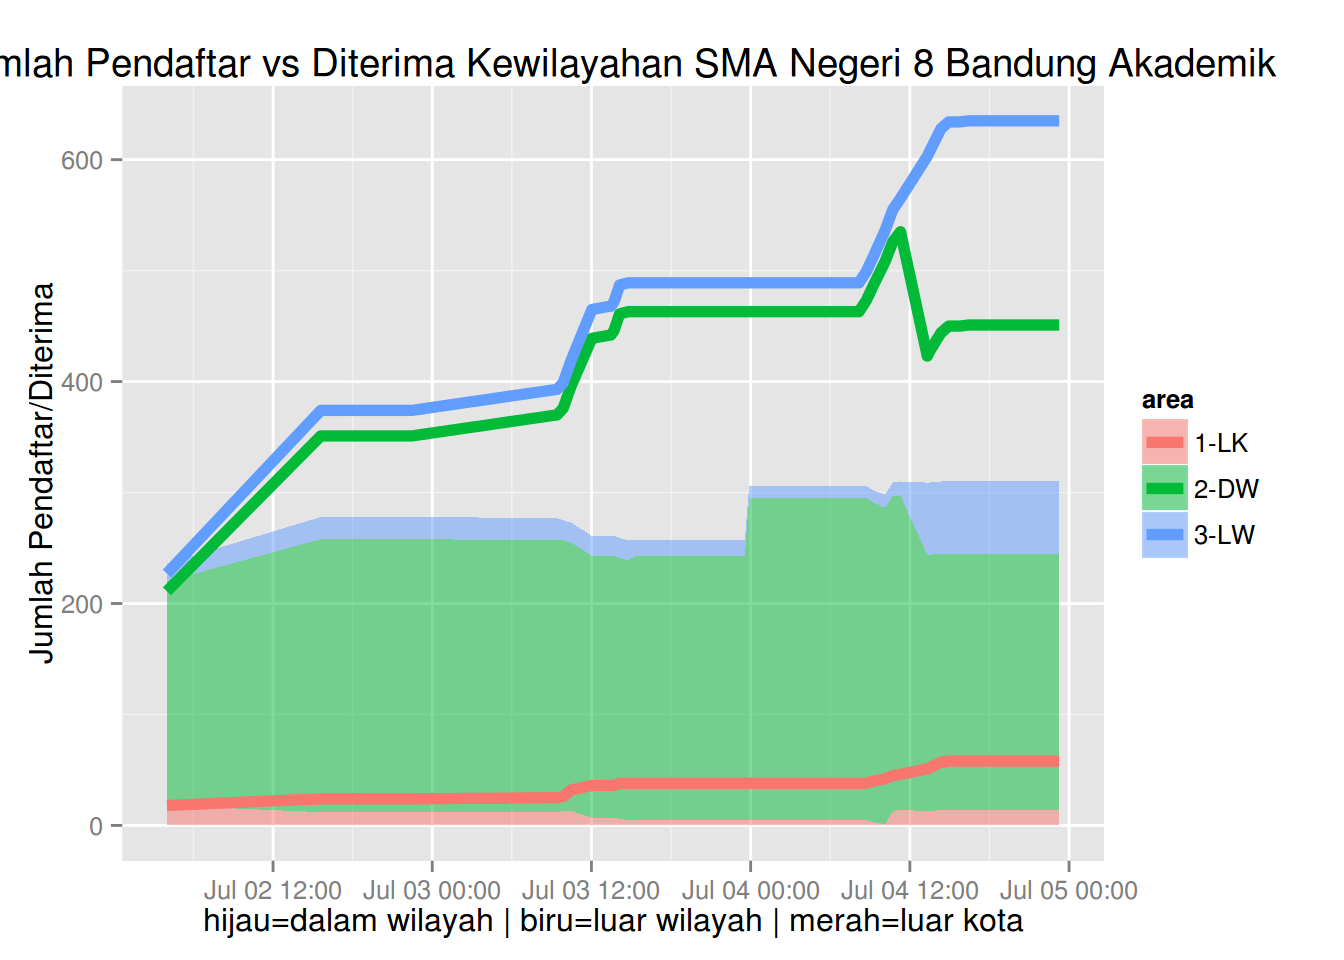 mlah Pendaftar vs Diterima Kewilayahan SMA Negeri 8 Bandung Akademik
Jumlah Pendaftar/Diterima
600
400
200
0
Jul 02 12:00 Jul 03 00:00 Jul 03 12:00 Jul 04 00:00 Jul 04 12:00 Jul 05 00:00
hijau=dalam wilayah | biru=luar wilayah | merah=luar kota
area
1-LK
2-DW
3-LW